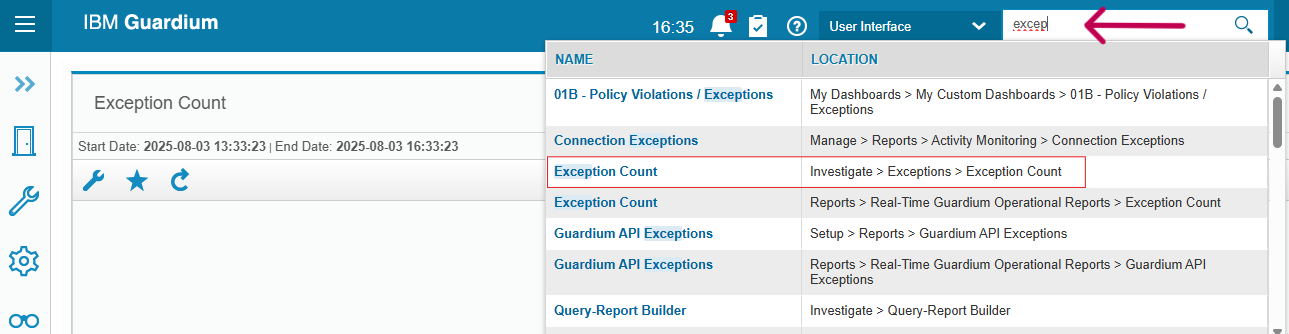 IBM Guardium
16:35
3
User Interface
excep
NAME
LOCATION
Exception Count
Start Date: 2025-08-03 13:33:23 | End Date: 2025-08-03 16:33:23
01B - Policy Violations / Exceptions
My Dashboards > My Custom Dashboards > 01B - Policy Violations /
Exceptions
Connection Exceptions
Manage > Reports > Activity Monitoring > Connection Exceptions
Exception Count
Investigate > Exceptions > Exception Count
Exception Count
Reports > Real-Time Guardium Operational Reports > Exception Count
Guardium API Exceptions
Setup > Reports > Guardium API Exceptions
Guardium API Exceptions
Reports > Real-Time Guardium Operational Reports > Guardium API
Exceptions
Query-Report Builder
Investigate > Query-Report Builder